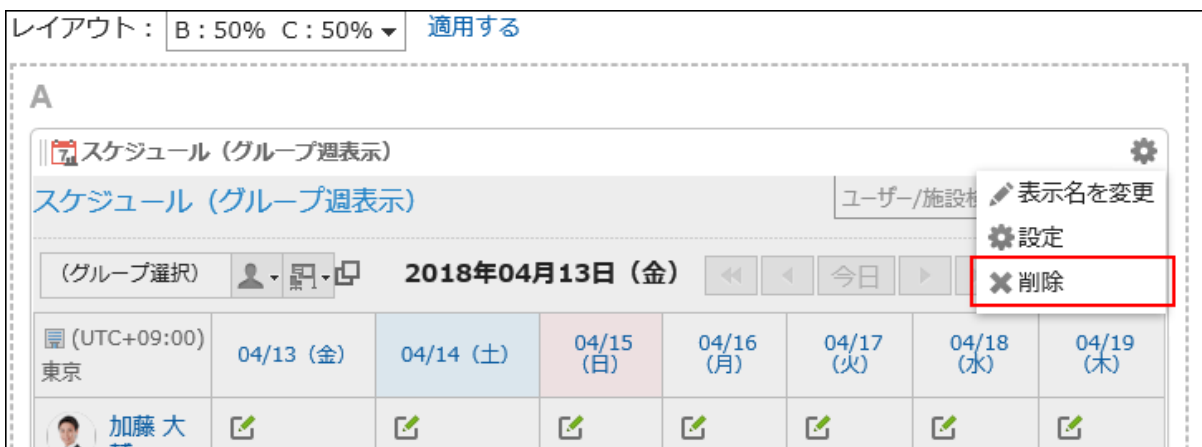 レイアウト： B：50% C：50% 適用する
A
スケジュール（グループ週表示）
スケジュール（グループ週表示）
ユーザー/施設検
表示名を変更
設定
削除
（グループ選択） 2018年04月13日（金） 今日
(UTC+09:00)
東京
04/13（金）
04/14（土）
04/15
（日）
04/16
（月）
04/17
（火）
04/18
（水）
04/19
（木）
加藤 大